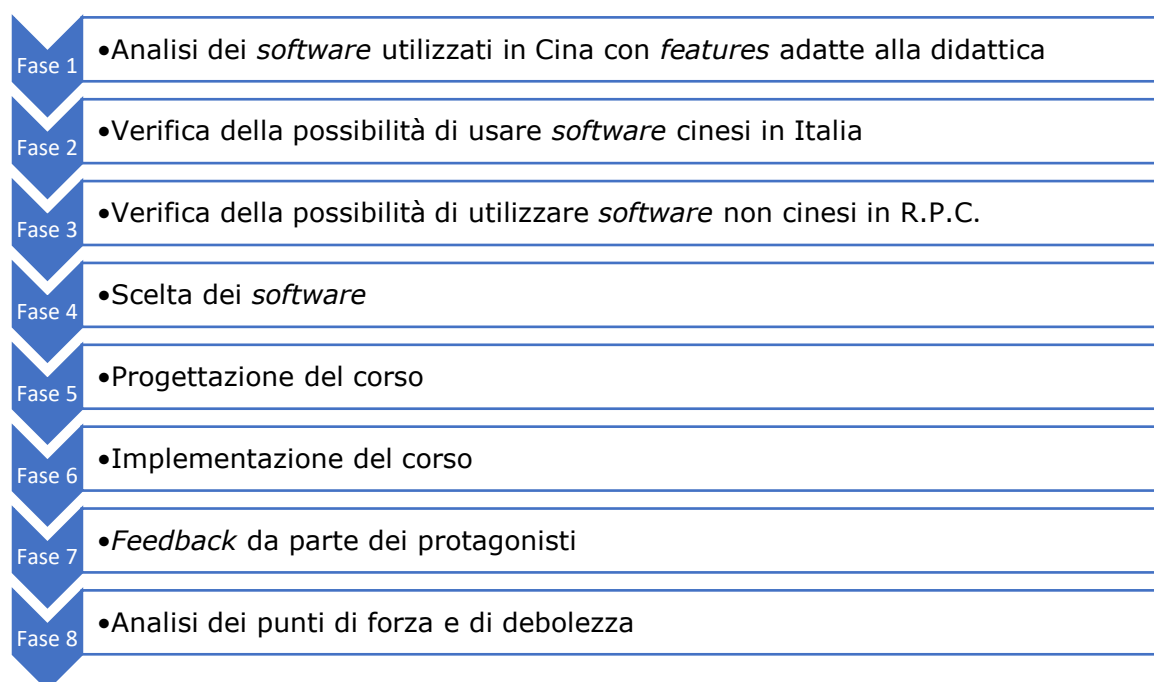 Fase 1
•Analisi dei software utilizzati in Cina con features adatte alla didattica
Fase 2
•Verifica della possibilità di usare software cinesi in Italia
Fase 3
•Verifica della possibilità di utilizzare software non cinesi in R.P.C.
Fase 4
•Scelta dei software
Fase 5
•Progettazione del corso
Fase 6
•Implementazione del corso
Fase 7
•Feedback da parte dei protagonisti
Fase 8
•Analisi dei punti di forza e di debolezza